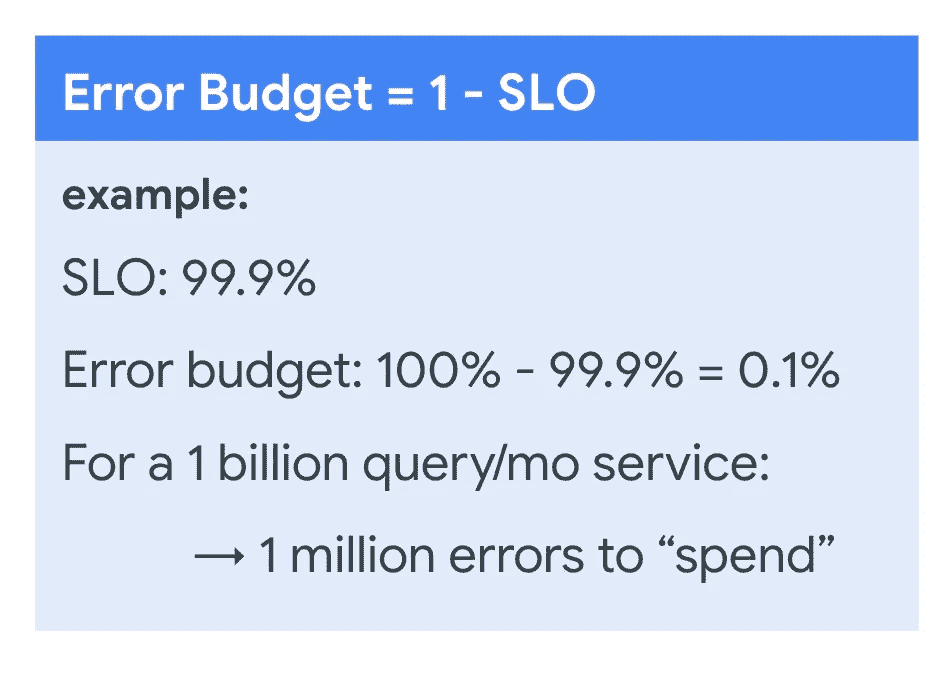 Error Budget = 1 - SLO
example:
SLO: 99.9%
Error budget: 100% - 99.9% = 0.1%
For a 1 billion query/mo service:
→ 1 million errors to “spend”